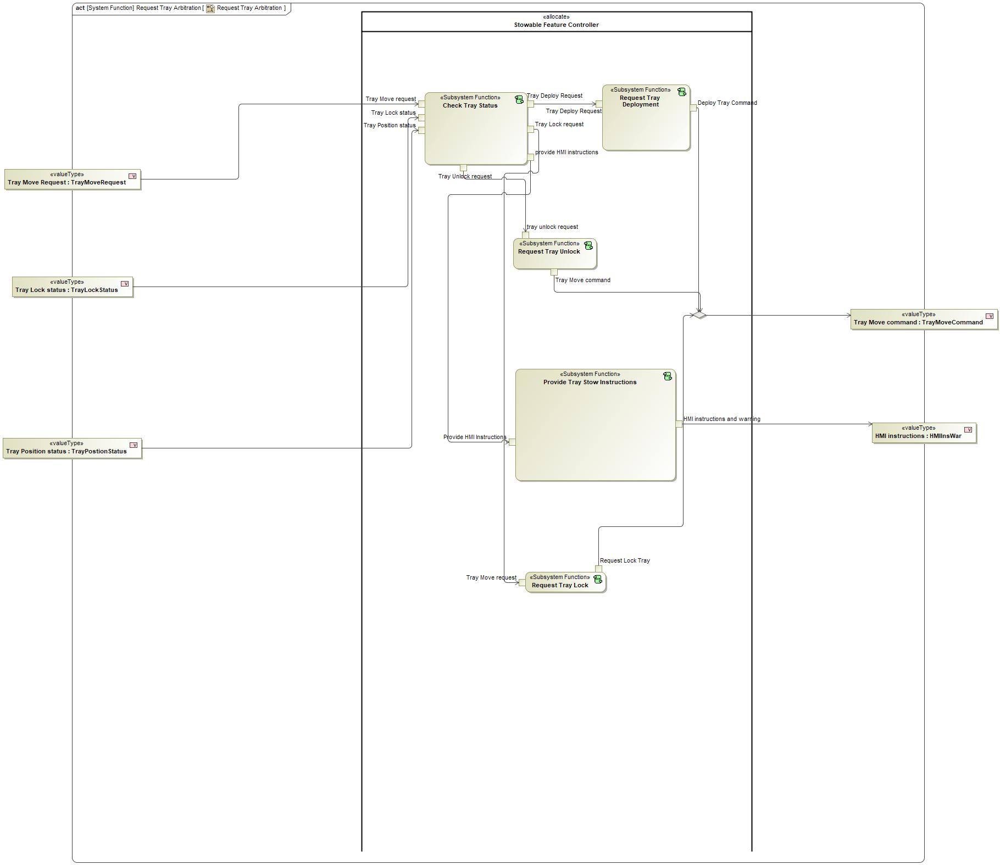 act [System Function] Request Tray Arbitration [ Request Tray Arbitration ]
«allocate»
Stowable Feature Controller
Tray Move request
Tray Lock status
Tray Position status
«Subsystem Function»
Check Tray Status
Tray Deploy Request
Tray Deploy Request
Tray Lock request
provide HMI instructions
Tray Unlock request
«Subsystem Function»
Request Tray
Deployment
Deploy Tray Command
«valueType»
Tray Move Request : TrayMoveRequest
V
tray unlock request
«Subsystem Function»
Request Tray Unlock
Tray Move command
«valueType»
Tray Lock status : TrayLockStatus
V
«valueType»
Tray Move command : TrayMoveCommand
V
«Subsystem Function»
Provide Tray Stow Instructions
HMI instructions and warning
«valueType»
HMI instructions : HMIInsWar
V
Provide HMI Instructions
«valueType»
Tray Position status : TrayPostionStatus
V
Request Lock Tray
Tray Move request
«Subsystem Function»
Request Tray Lock